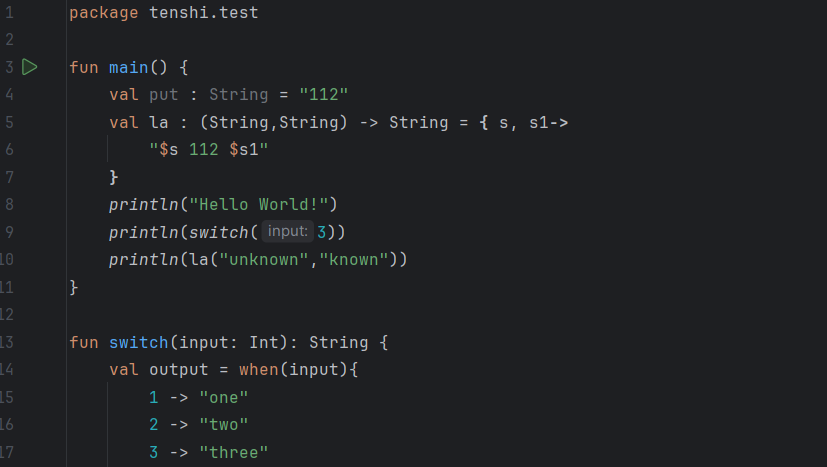 1 package tenshi.test
2
3 fun main() {
4 val put : String = "112"
5 val la : (String,String) -> String = { s, s1->
6 "$s 112 $s1"
7 }
8 println("Hello World!")
9 println(switch( input: 3))
10 println(la("unknown","known"))
11 }
12
13 fun switch(input: Int): String {
14 val output = when(input){
15 1 -> "one"
16 2 -> "two"
17 3 -> "three"